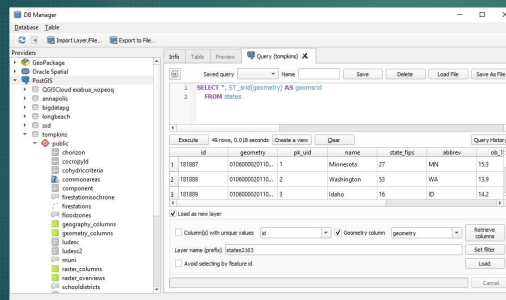 DB Manager
Database Table
Import Layer/File... Export to File...
Providers
GeoPackage
Oracle Spatial
PostGIS
QGISCloud exabua_wzpeoq
annapolis
bigdatapg
longbeach
ssd
tompkins
public
chorizon
cocropyld
cohydriccriteria
commonareas
component
firestationisochrone
firestations
floodzones
geography_columns
geometry_columns
ludesc
ludesc2
muni
raster_columns
raster_overviews
schooldistricts
Info Table Preview Query (tompkins)
Saved query Name Save Delete Load File Save As File
1 SELECT *, ST_srid(geometry) AS geomsrid
2 FROM states
Execute 49 rows, 0.018 seconds Create a view Clear Query History
id geometry pk_uid name state_fips abbrev
1 181887 0106000020110... 1 Minnesota 27 MN 15.3
2 181888 0106000020110... 2 Washington 53 WA 13.9
3 181889 0106000020110... 3 Idaho 16 ID 14.2
Load as new layer
Column(s) with unique values id Geometry column geometry Retrieve columns
Layer name (prefix) states2163 Set filter
Avoid selecting by feature id Load
Cancel